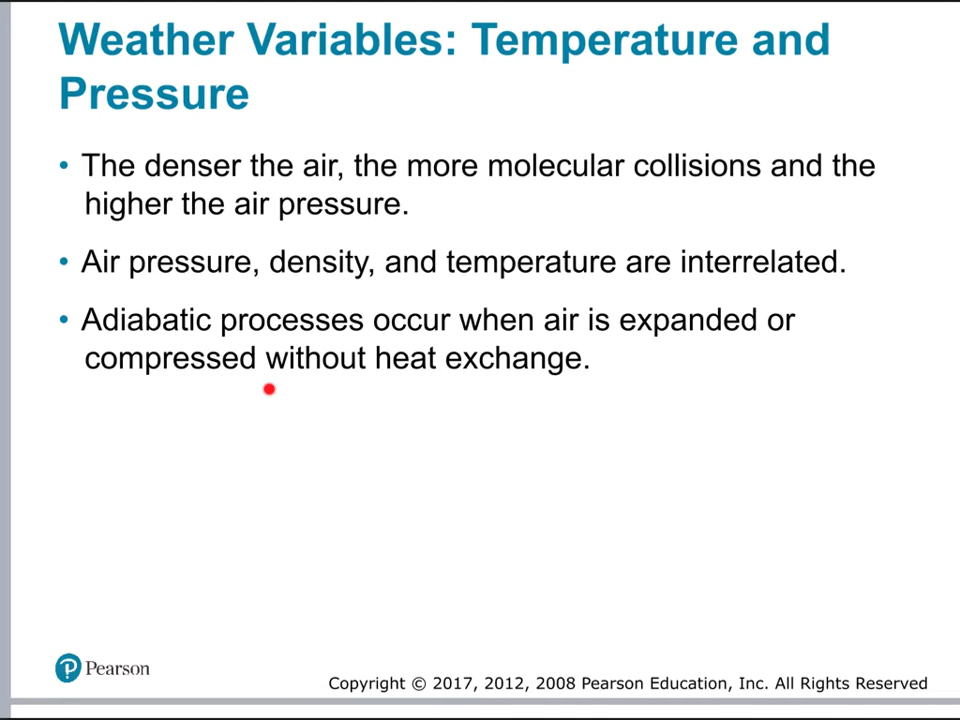 Weather Variables: Temperature and
Pressure
• The denser the air, the more molecular collisions and the
higher the air pressure.
• Air pressure, density, and temperature are interrelated.
• Adiabatic processes occur when air is expanded or
compressed without heat exchange.
P Pearson
Copyright © 2017, 2012, 2008 Pearson Education, Inc. All Rights Reserved